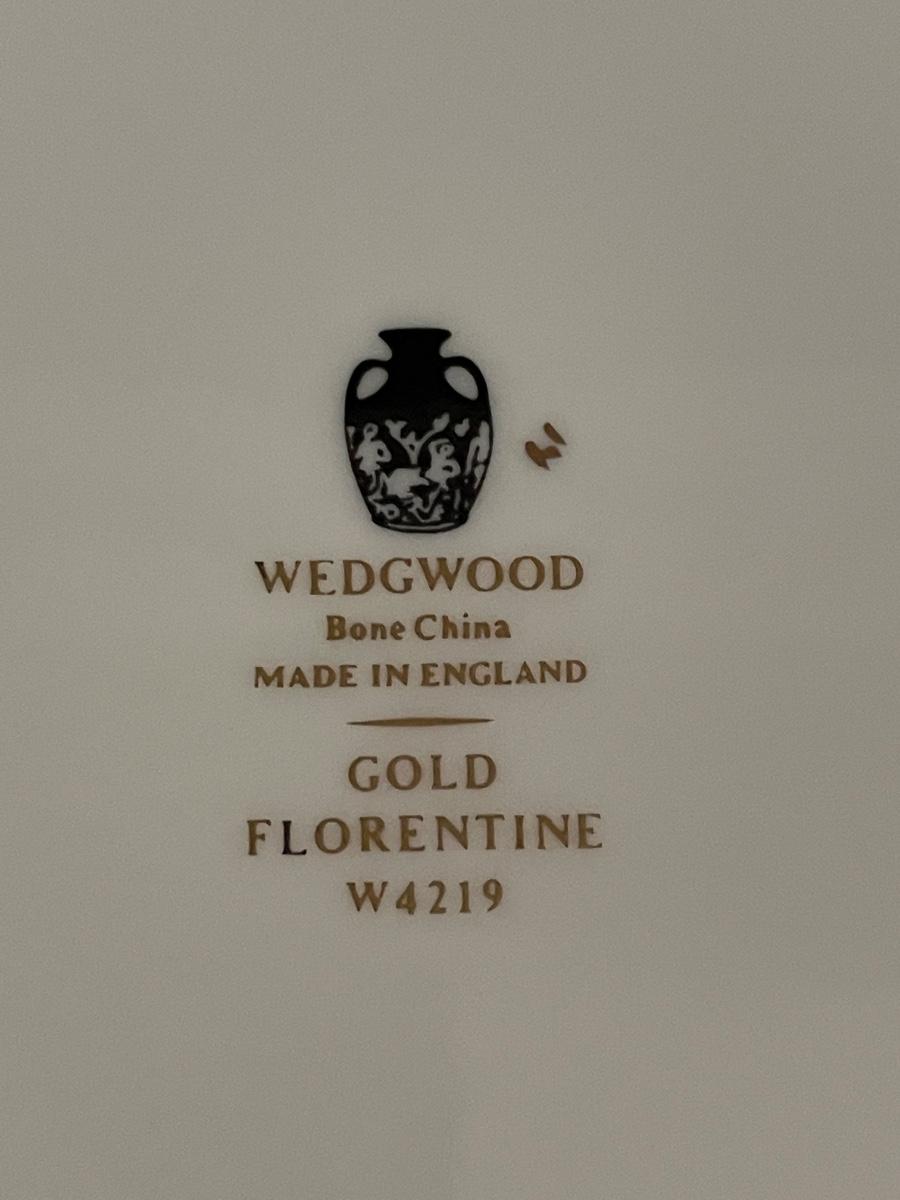 WEDGWOOD
Bone China
MADE IN ENGLAND
GOLD
FLORENTINE
W4219